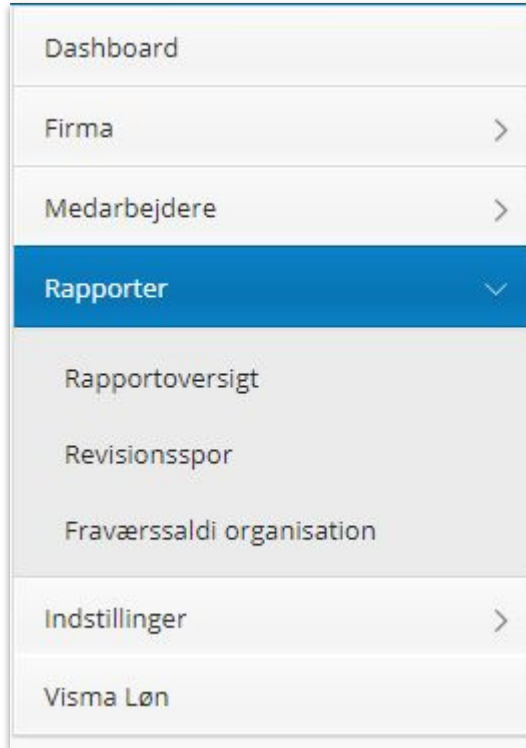 Dashboard
Firma
Medarbejdere
Rapporter
Rapportoversigt
Revisionsspor
Fraværssaldi organisation
Indstillinger
Visma Løn